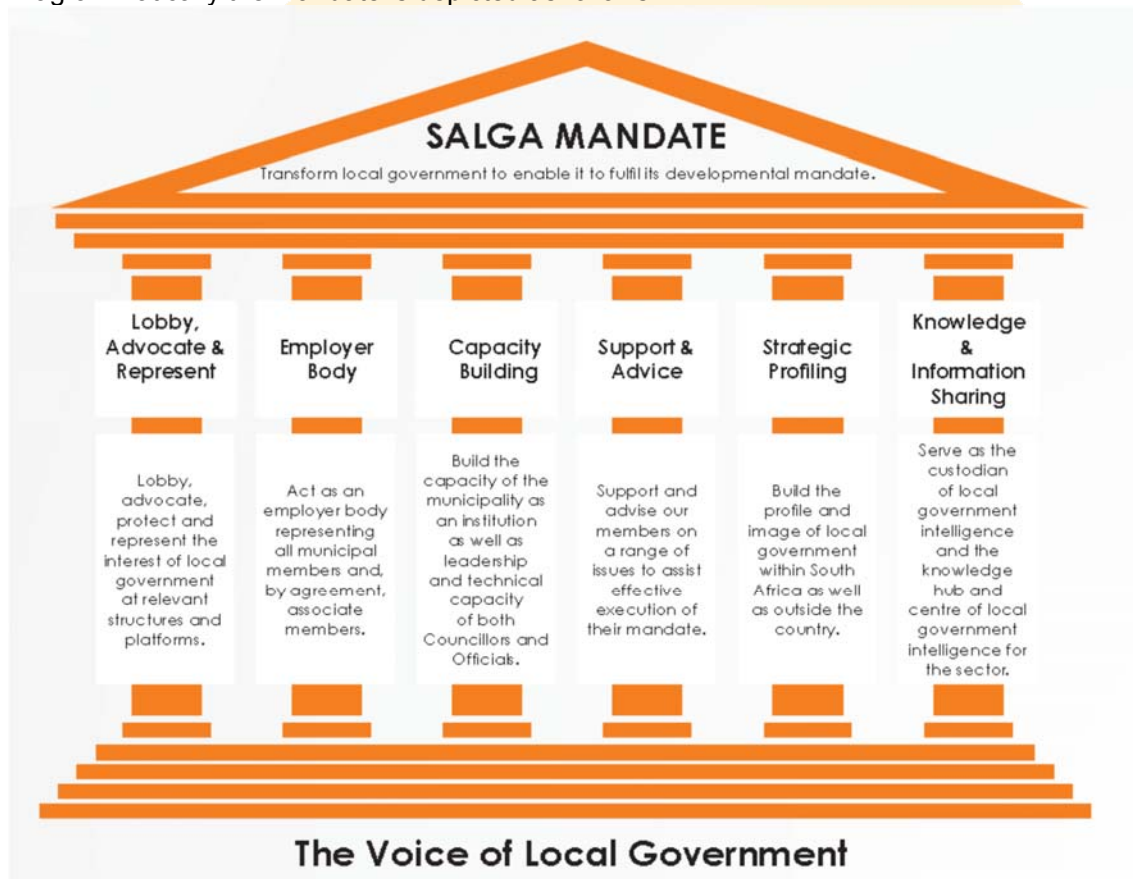 SALGA MANDATE
Transform local government to enable it to fulfil its developmental mandate.
Lobby,
Advocate &
Represent
Employer
Body
Capacity
Building
Support &
Advice
Strategic
Profiling
Knowledge
&
Information
Sharing
Lobby,
advocate,
protect and
represent the
interest of local
government
at relevant
structures and
platforms.
Act as an
employer body
representing
all municipal
members and,
by agreement,
associate
members.
Build the
capacity of the
municipality as
an institution
as well as
leadership
and technical
capacity
of both
Councillors and
Officials.
Support and
advise our
members on
a range of
issues to assist
effective
execution of
their mandate.
Build the
profile and
image of local
government
within South
Africa as well
as outside the
country.
Serve as the
custodian
of local
government
intelligence
and the
knowledge
hub and
centre of local
government
intelligence for
the sector.
The Voice of Local Government